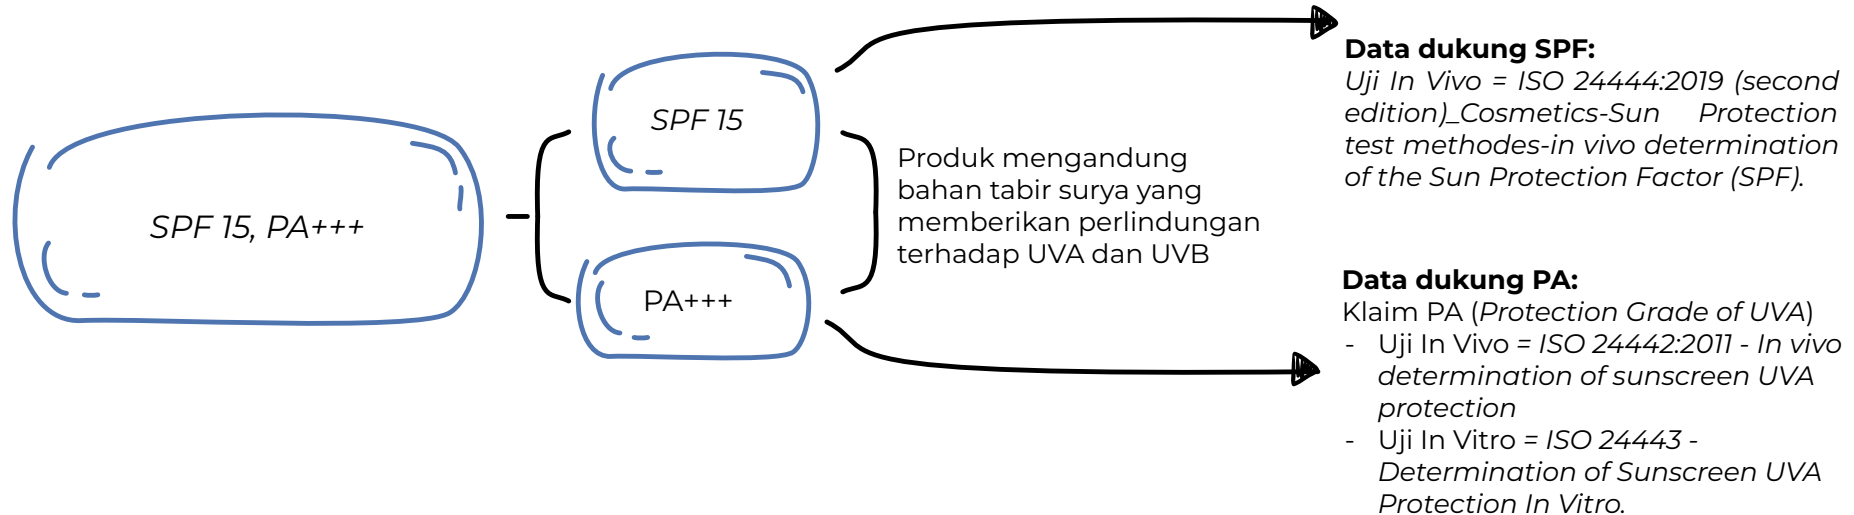 SPF 15, PA+++
SPF 15
PA+++
Produk mengandung
bahan tabir surya yang
memberikan perlindungan
terhadap UVA dan UVB
Data dukung SPF:
Uji In Vivo = ISO 24444:2019 (second
edition)_Cosmetics-Sun Protection
test methodes-in vivo determination
of the Sun Protection Factor (SPF).
Data dukung PA:
Klaim PA (Protection Grade of UVA)
- Uji In Vivo = ISO 24442:2011 - In vivo
determination of sunscreen UVA
protection
- Uji In Vitro = ISO 24443 -
Determination of Sunscreen UVA
Protection In Vitro.